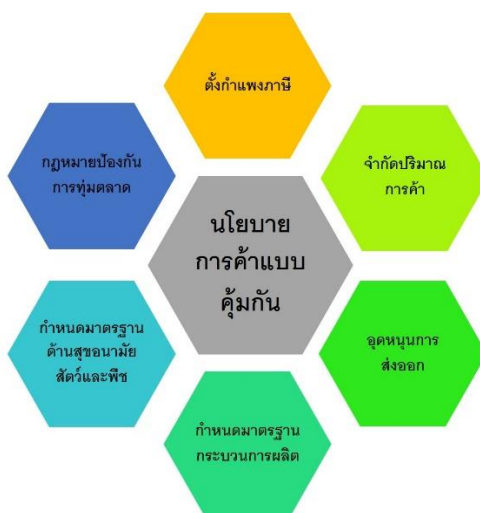 ตั้งกำแพงภาษี
กฎหมายป้องกัน
การทุ่มตลาด
จำกัดปริมาณ
การค้า
นโยบาย
การค้าแบบ
คุ้มกัน
กำหนดมาตรฐาน
ด้านสุขอนามัย
สัตว์และพืช
อุดหนุนการ
ส่งออก
กำหนดมาตรฐาน
กระบวนการผลิต